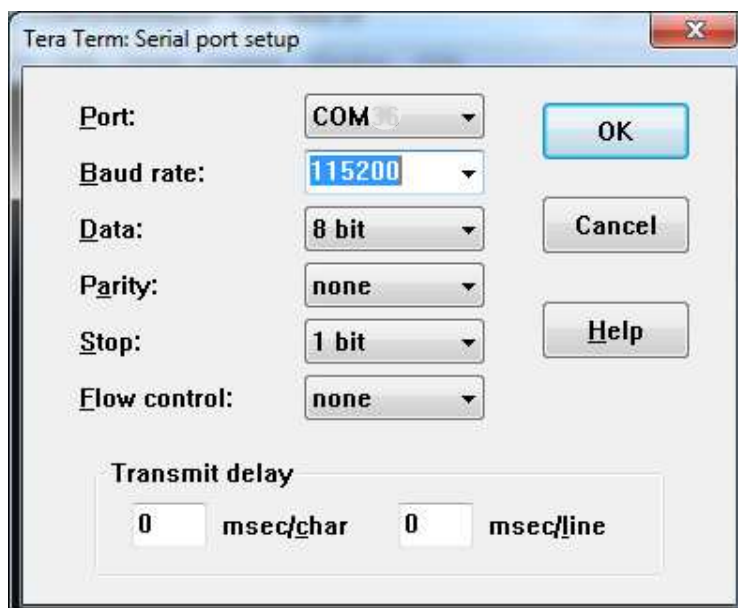 Tera Term: Serial port setup
Port: COM
OK
Baud rate: 115200
Data: 8 bit
Cancel
Parity: none
Stop: 1 bit
Help
Flow control: none
Transmit delay
0 msec/char 0 msec/line